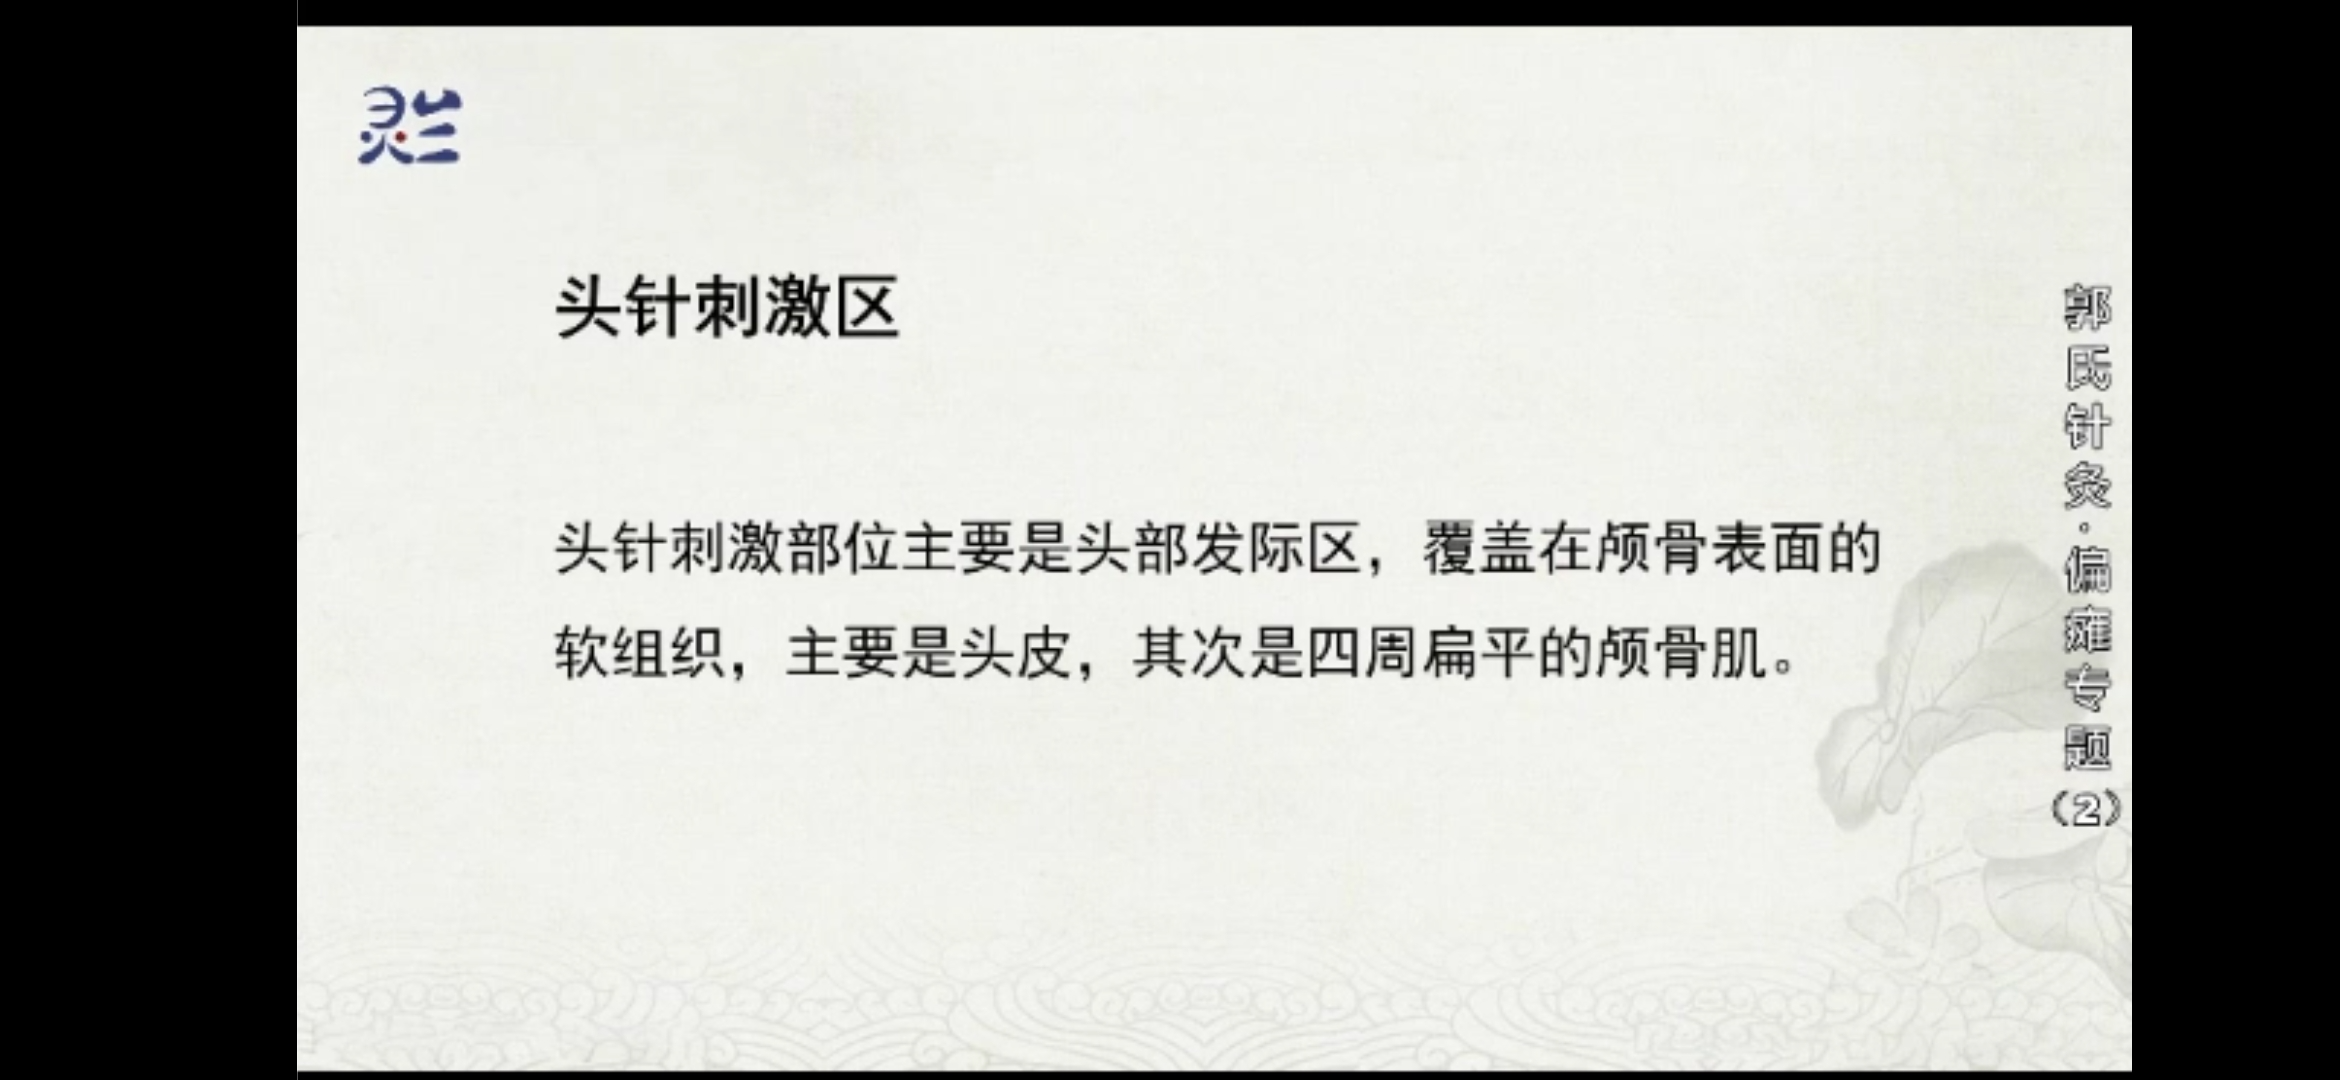 灵兰
头针刺激区
头针刺激部位主要是头部发际区，覆盖在颅骨表面的
软组织，主要是头皮，其次是四周扁平的颅骨肌。
郭氏针灸·偏瘫专题（2）